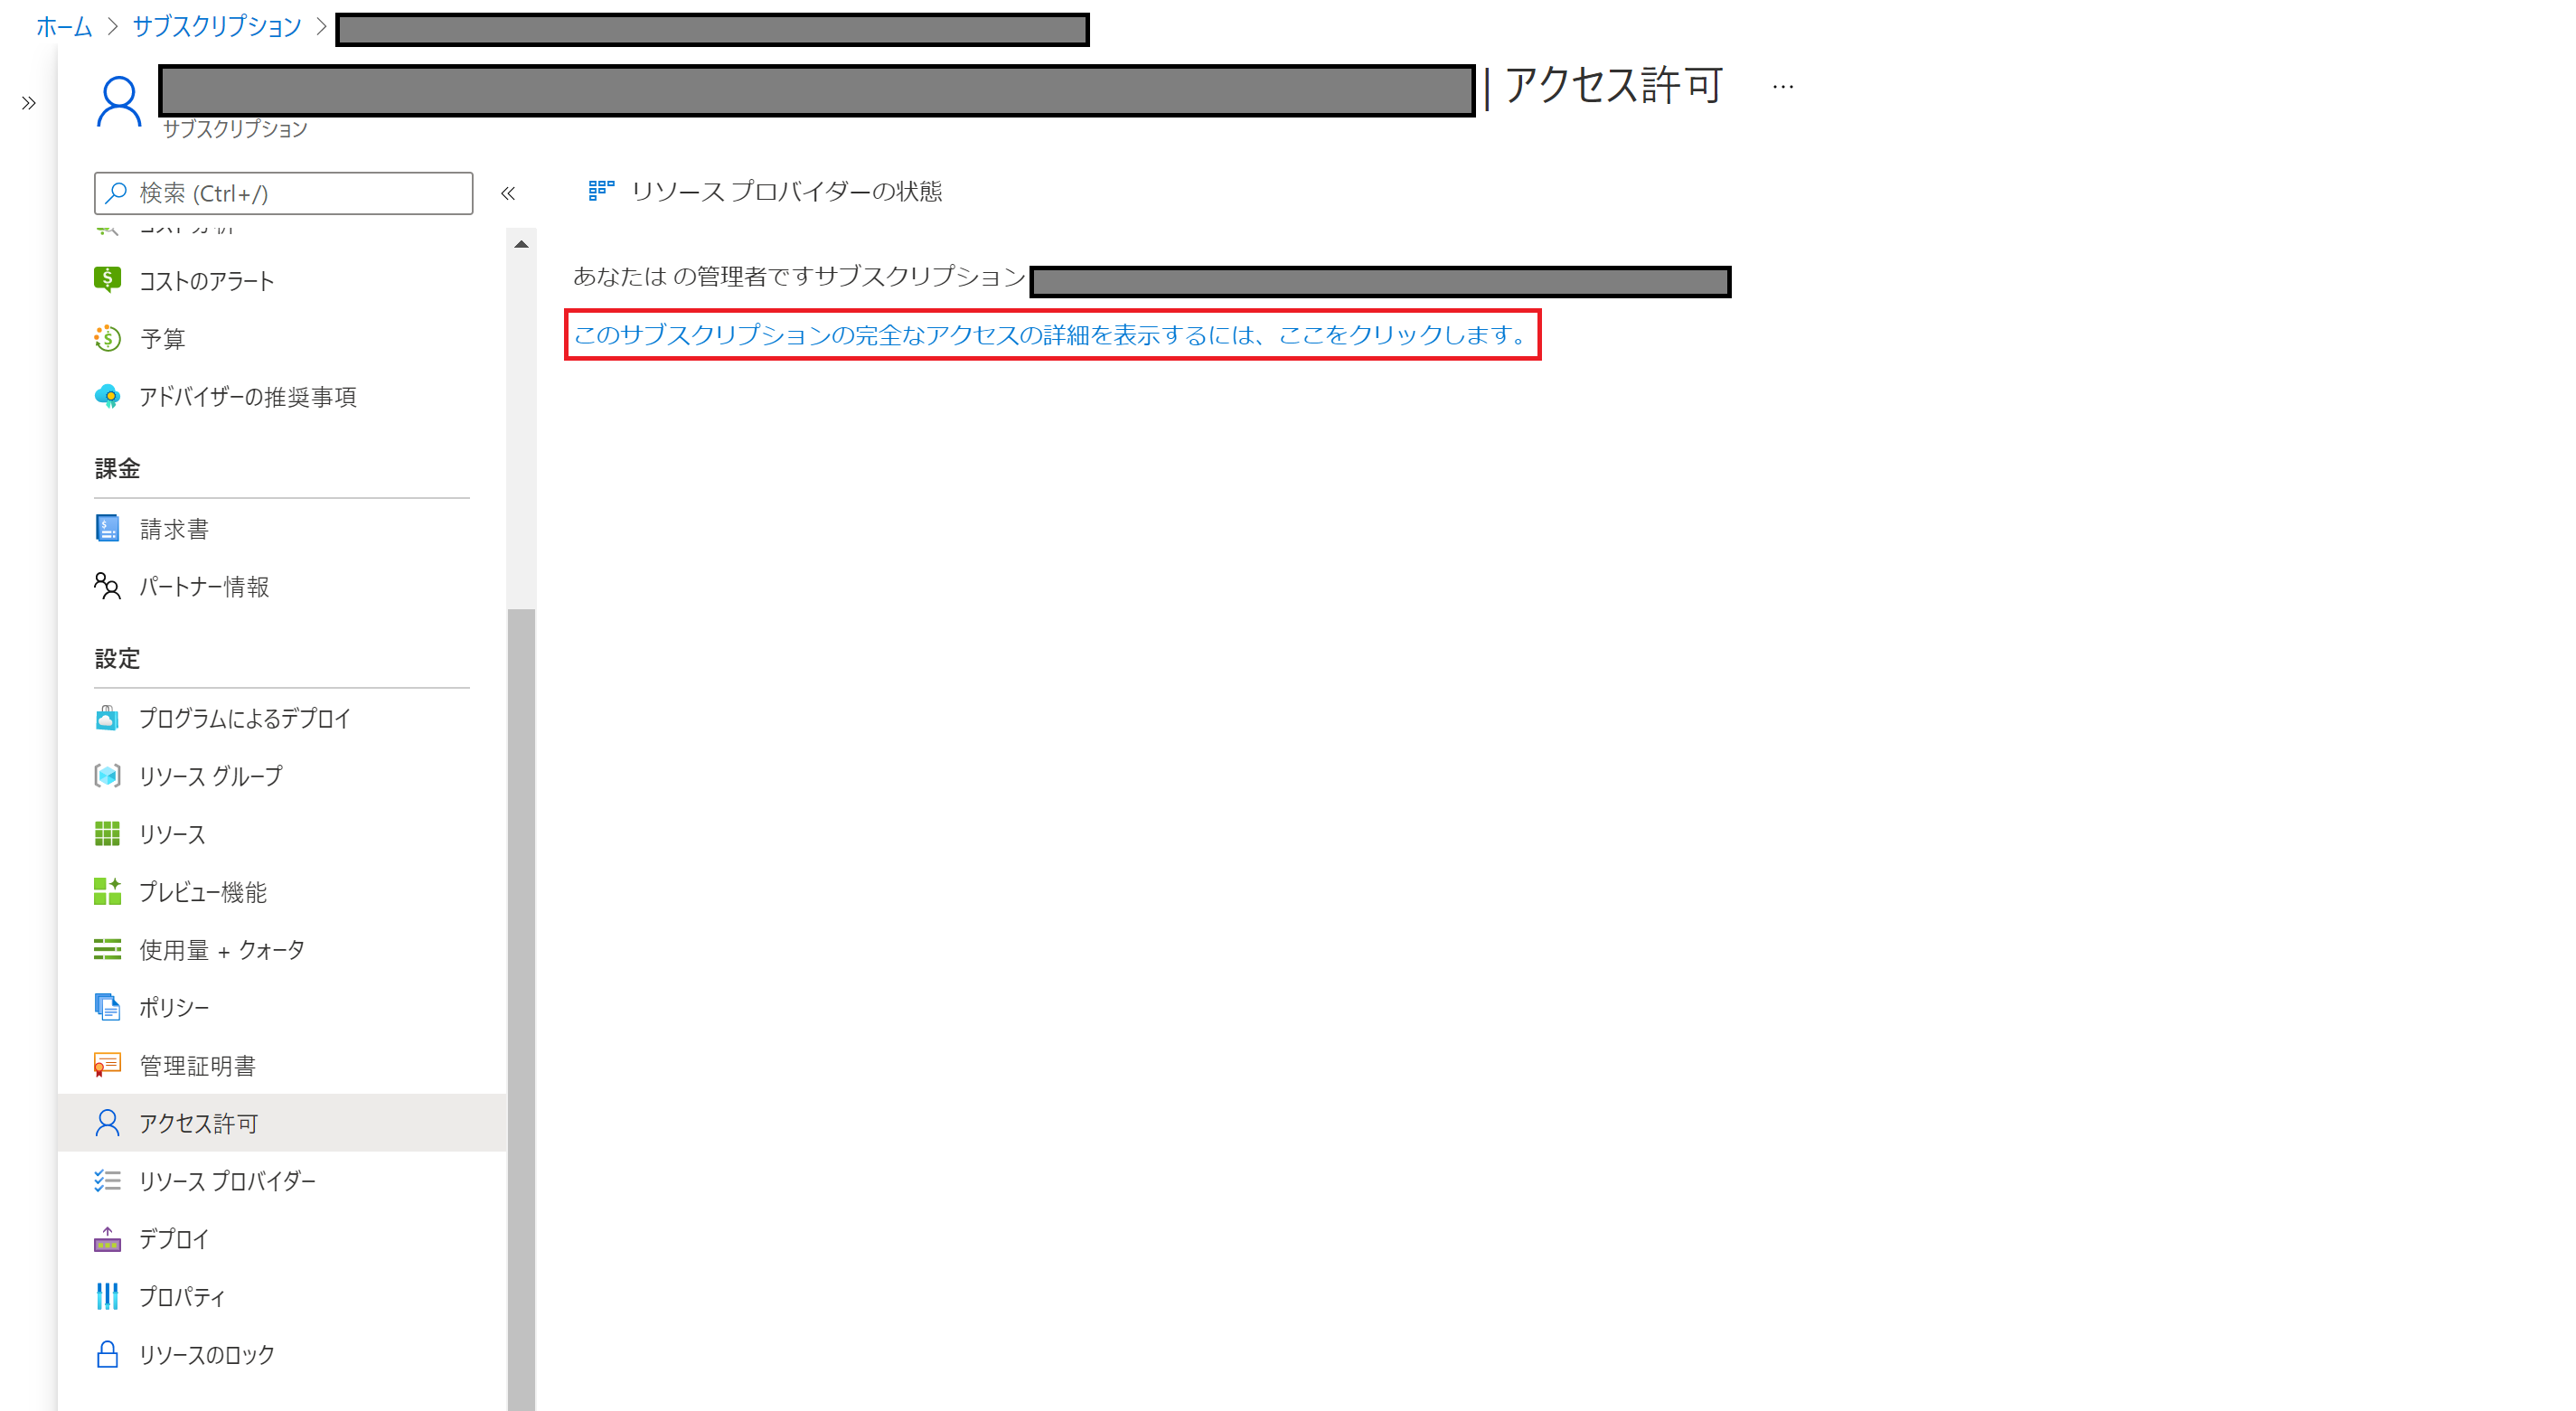 ホーム > サブスクリプション >
| アクセス許可 …
サブスクリプション
検索 (Ctrl+/)
«
»
リソース プロバイダーの状態
あなたは の管理者ですサブスクリプション
このサブスクリプションの完全なアクセスの詳細を表示するには、ここをクリックします。
コスト分析
コストのアラート
予算
アドバイザーの推奨事項
課金
請求書
パートナー情報
設定
プログラムによるデプロイ
リソース グループ
リソース
プレビュー機能
使用量 + クォータ
ポリシー
管理証明書
アクセス許可
リソース プロバイダー
デプロイ
プロパティ
リソースのロック